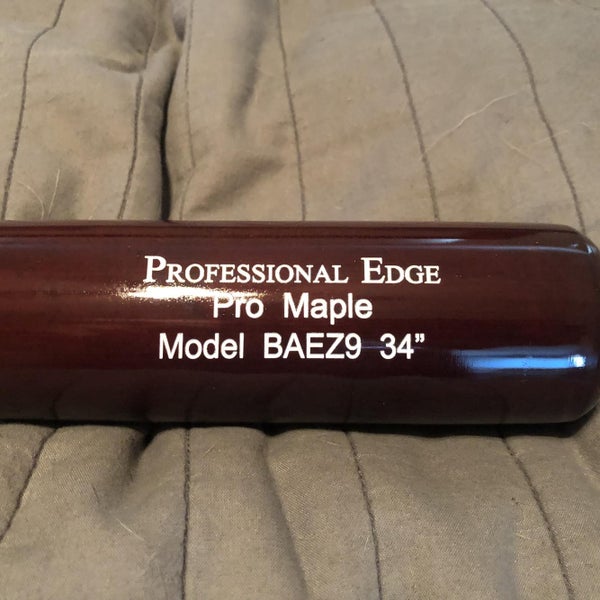 PROFESSIONAL EDGE
Pro Maple
Model BAEZ9 34”